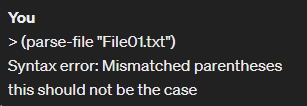 You
> (parse-file "File01.txt")
Syntax error: Mismatched parentheses
this should not be the case